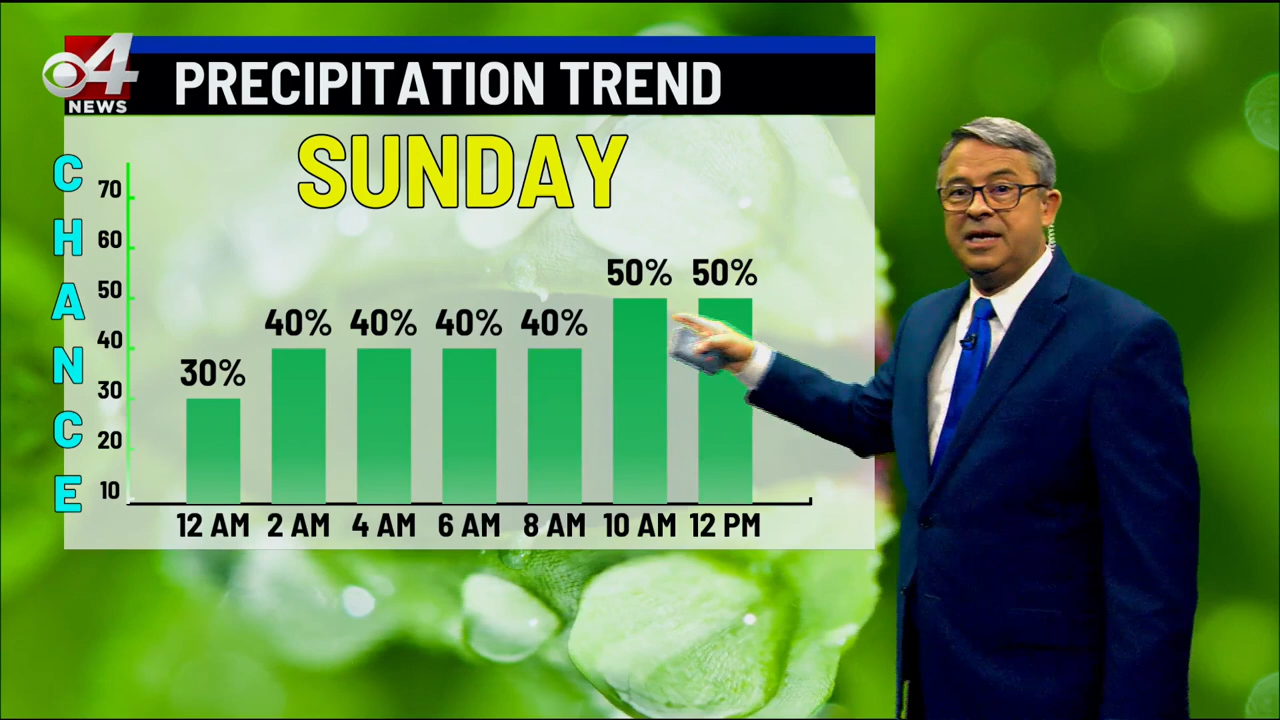 4
NEWS
PRECIPITATION TREND
SUNDAY
CHANCE
70
60
50
40
30
20
10
30%
40%
40%
40%
40%
50%
50%
12 AM
2 AM
4 AM
6 AM
8 AM
10 AM
12 PM